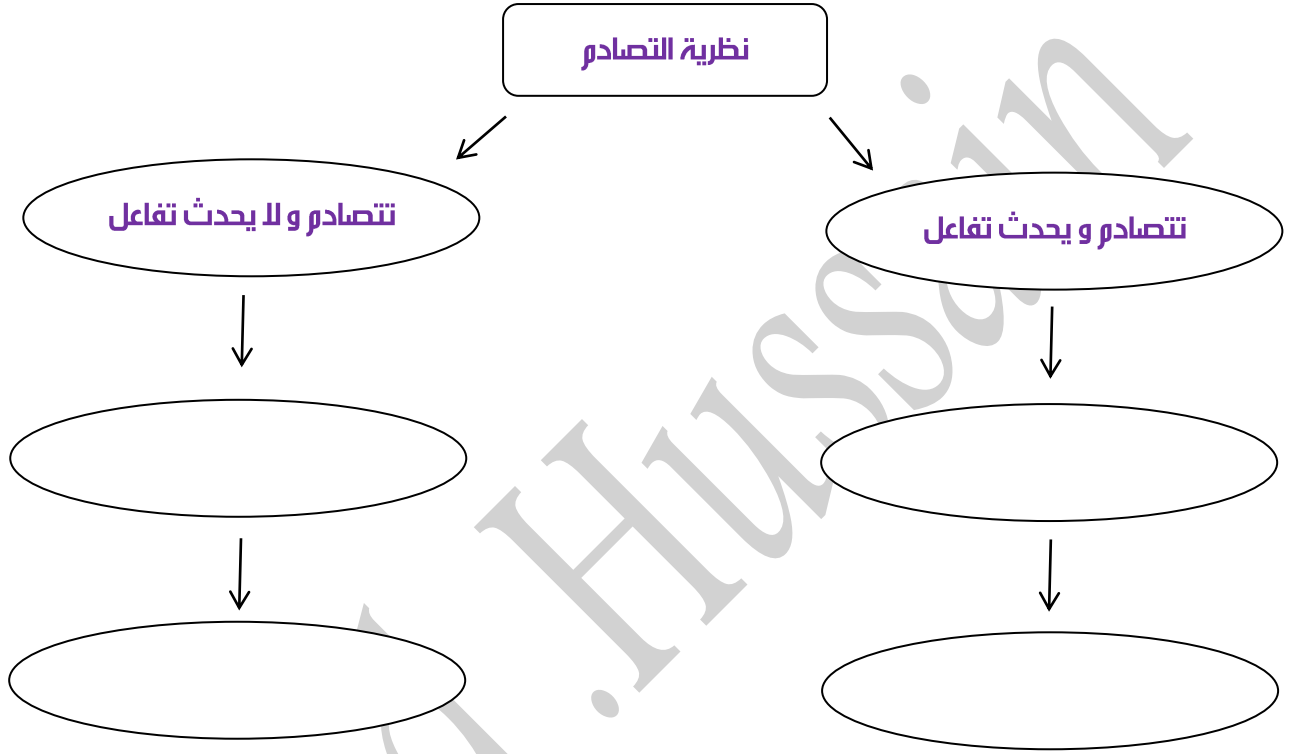 نظرية التصادم
تتصادم و يحدث تفاعل
تتصادم و لا يحدث تفاعل
.Hussain